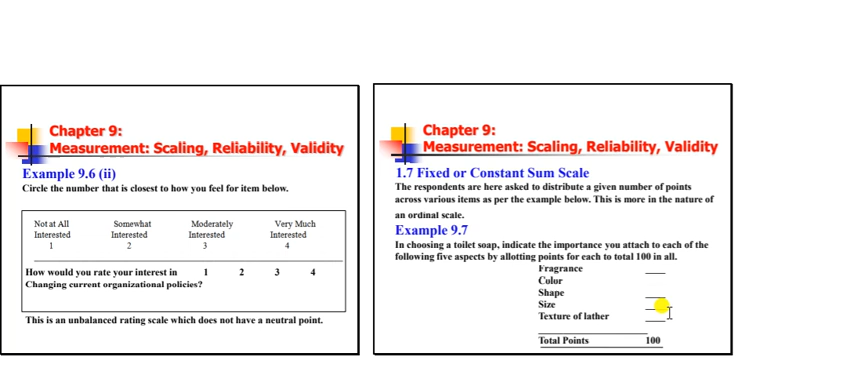 Chapter 9:
Measurement: Scaling, Reliability, Validity
Example 9.6 (ii)
Circle the number that is closest to how you feel for item below.
Not at All Somewhat Moderately Very Much
Interested Interested Interested Interested
1 2 3 4
How would you rate your interest in 1 2 3 4
Changing current organizational policies?
This is an unbalanced rating scale which does not have a neutral point.
Chapter 9:
Measurement: Scaling, Reliability, Validity
1.7 Fixed or Constant Sum Scale
The respondents are here asked to distribute a given number of points
across various items as per the example below. This is more in the nature of
an ordinal scale.
Example 9.7
In choosing a toilet soap, indicate the importance you attach to each of the
following five aspects by allotting points for each to total 100 in all.
Fragrance
Color
Shape
Size
Texture of lather
Total Points 100